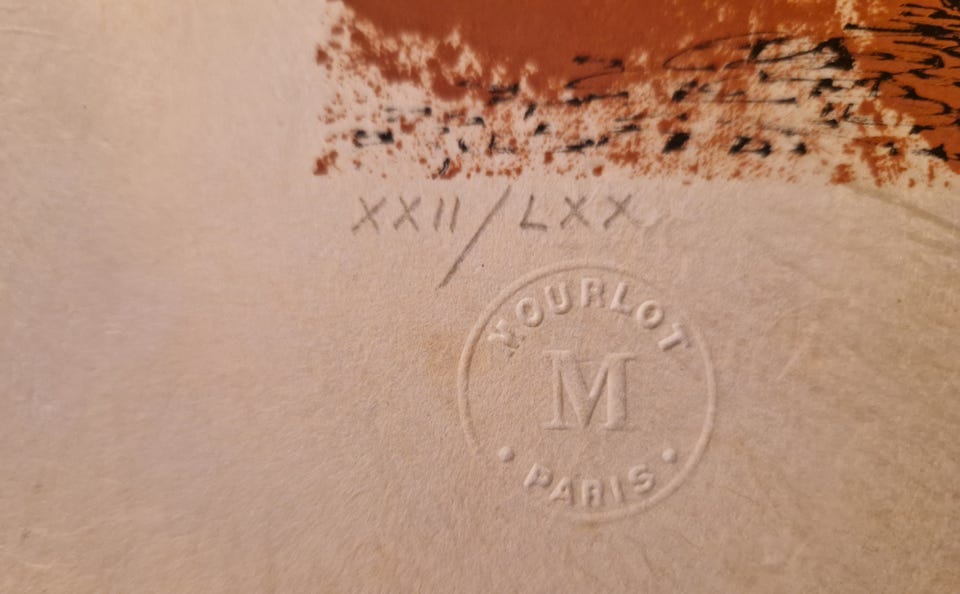 XXII/LXX
MOURLOT
M
• PARIS •